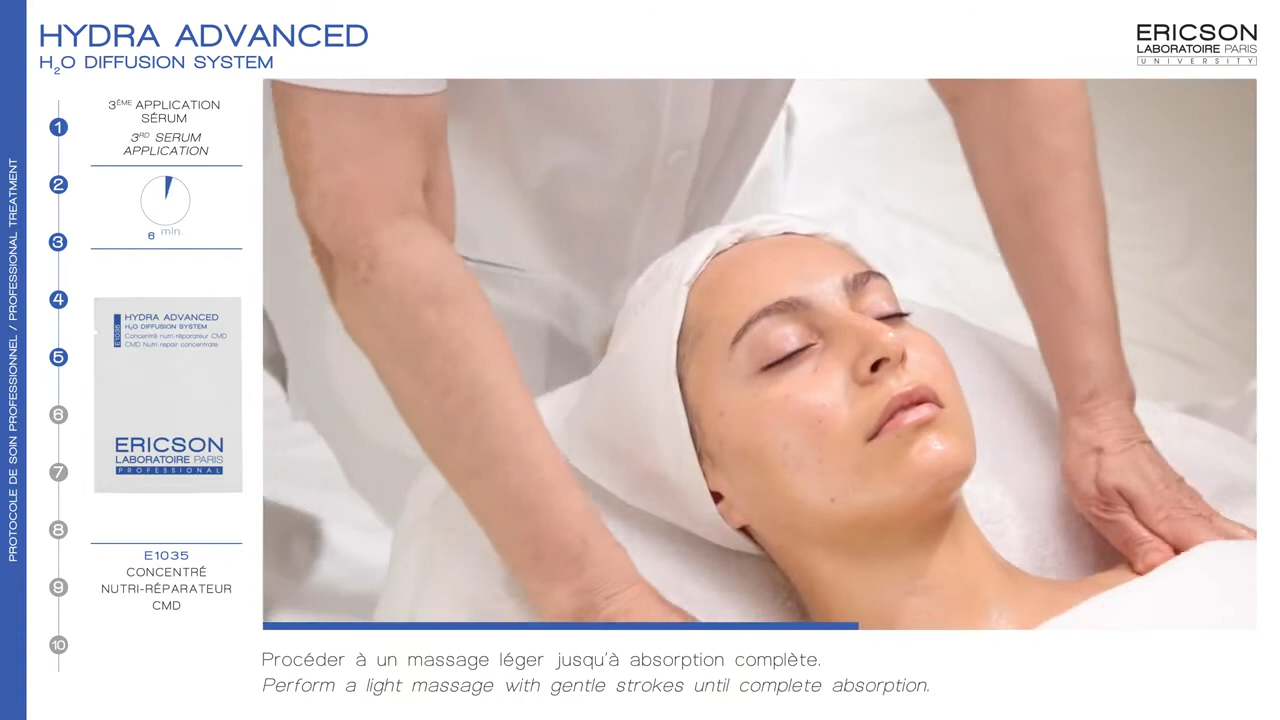 HYDRA ADVANCED
H₂O DIFFUSION SYSTEM
ERICSON
LABORATOIRE PARIS
UNIVERSITY
PROTOCOLE DE SOIN PROFESSIONNEL / PROFESSIONAL TREATMENT
1
2
3
4
5
6
7
8
9
10
3ÈME APPLICATION
SÉRUM
3RD SERUM
APPLICATION
6 min.
E1035
HYDRA ADVANCED
H₂O DIFFUSION SYSTEM
Concentré nutri-réparateur CMD
CMD Nutri repair concentrate
ERICSON
LABORATOIRE PARIS
PROFESSIONAL
E1035
CONCENTRÉ
NUTRI-RÉPARATEUR
CMD
Procéder à un massage léger jusqu'à absorption complète.
Perform a light massage with gentle strokes until complete absorption.